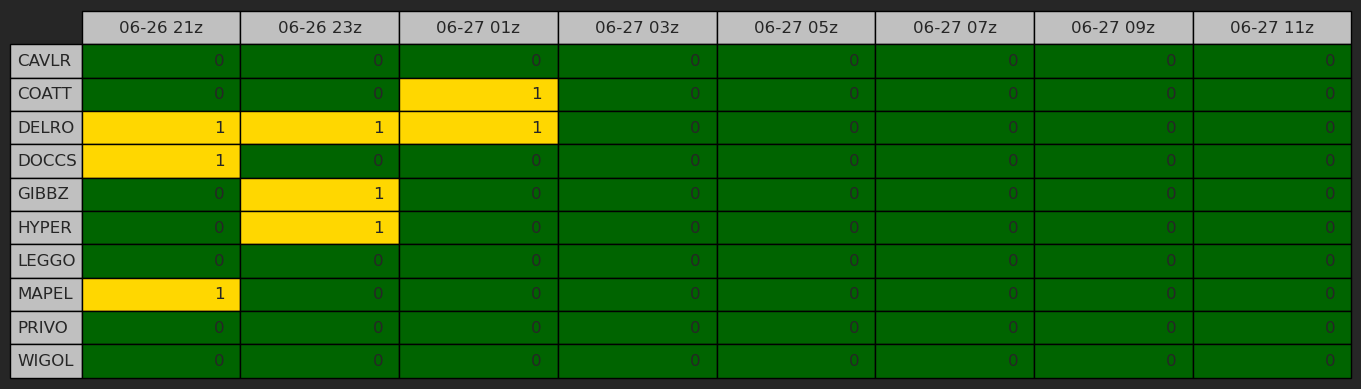 06-26 21z 06-26 23z 06-27 01z 06-27 03z 06-27 05z 06-27 07z 06-27 09z 06-27 11z
CAVLR 0 0 0 0 0 0 0 0
COATT 0 0 1 0 0 0 0 0
DELRO 1 1 1 0 0 0 0 0
DOCCS 1 0 0 0 0 0 0 0
GIBBZ 0 1 0 0 0 0 0 0
HYPER 0 1 0 0 0 0 0 0
LEGGO 0 0 0 0 0 0 0 0
MAPEL 1 0 0 0 0 0 0 0
PRIVO 0 0 0 0 0 0 0 0
WIGOL 0 0 0 0 0 0 0 0